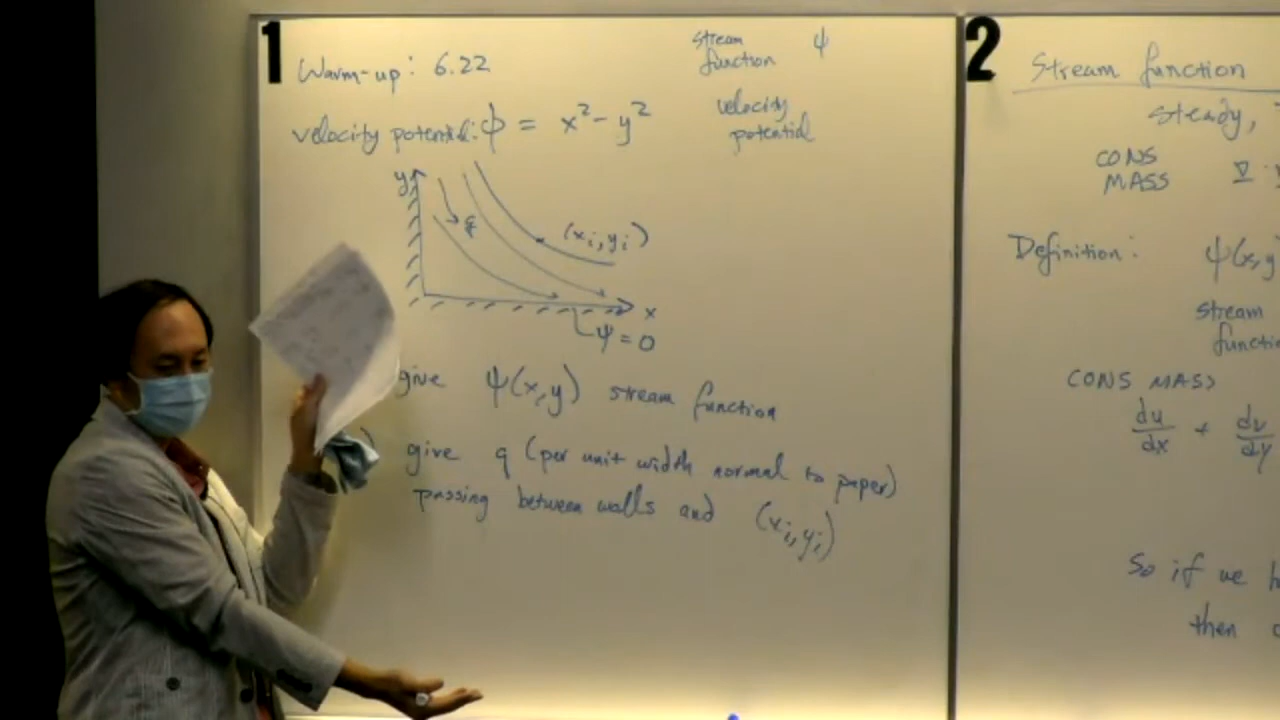 1
Warm-up: 6.22
stream
function ψ
velocity potential: ϕ = x² - y²
velocity
potential
y
q
(xᵢ, yᵢ)
x
ψ = 0
give ψ(x, y) stream function
give q (per unit width normal to paper)
passing between walls and (xᵢ, yᵢ)
2
Stream function
steady,
CONS
MASS ∇ ·
Definition: ψ(x, y
stream
CONS MASS
du/dx + dv/dy
So if we
then